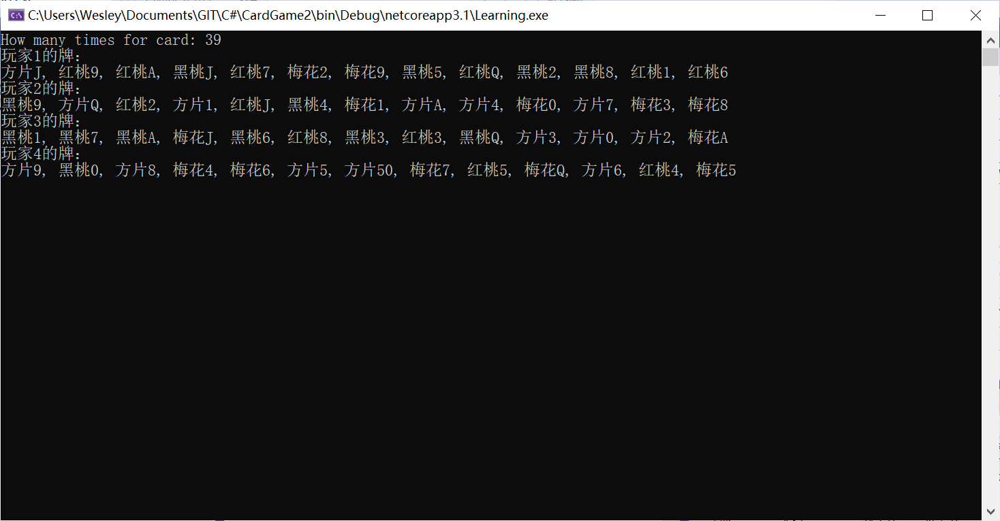 C:\Users\Wesley\Documents\GIT\C#\CardGame2\bin\Debug\netcoreapp3.1\Learning.exe
How many times for card: 39
玩家1的牌:
方片J, 红桃9, 红桃A, 黑桃J, 红桃7, 梅花2, 梅花9, 黑桃5, 红桃Q, 黑桃2, 黑桃8, 红桃1, 红桃6
玩家2的牌:
黑桃9, 方片Q, 红桃2, 方片1, 红桃J, 黑桃4, 梅花1, 方片A, 方片4, 梅花0, 方片7, 梅花3, 梅花8
玩家3的牌:
黑桃1, 黑桃7, 黑桃A, 梅花J, 黑桃6, 红桃8, 黑桃3, 红桃3, 黑桃Q, 方片3, 方片0, 方片2, 梅花A
玩家4的牌:
方片9, 黑桃0, 方片8, 梅花4, 梅花6, 方片5, 方片50, 梅花7, 红桃5, 梅花Q, 方片6, 红桃4, 梅花5